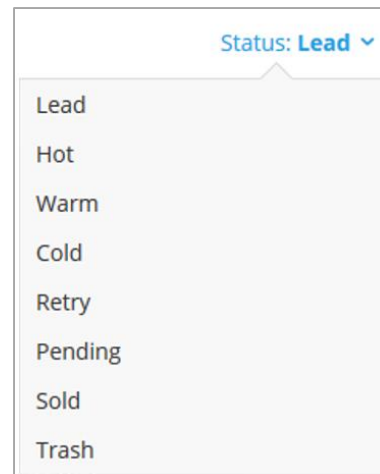 Status: Lead
Lead
Hot
Warm
Cold
Retry
Pending
Sold
Trash